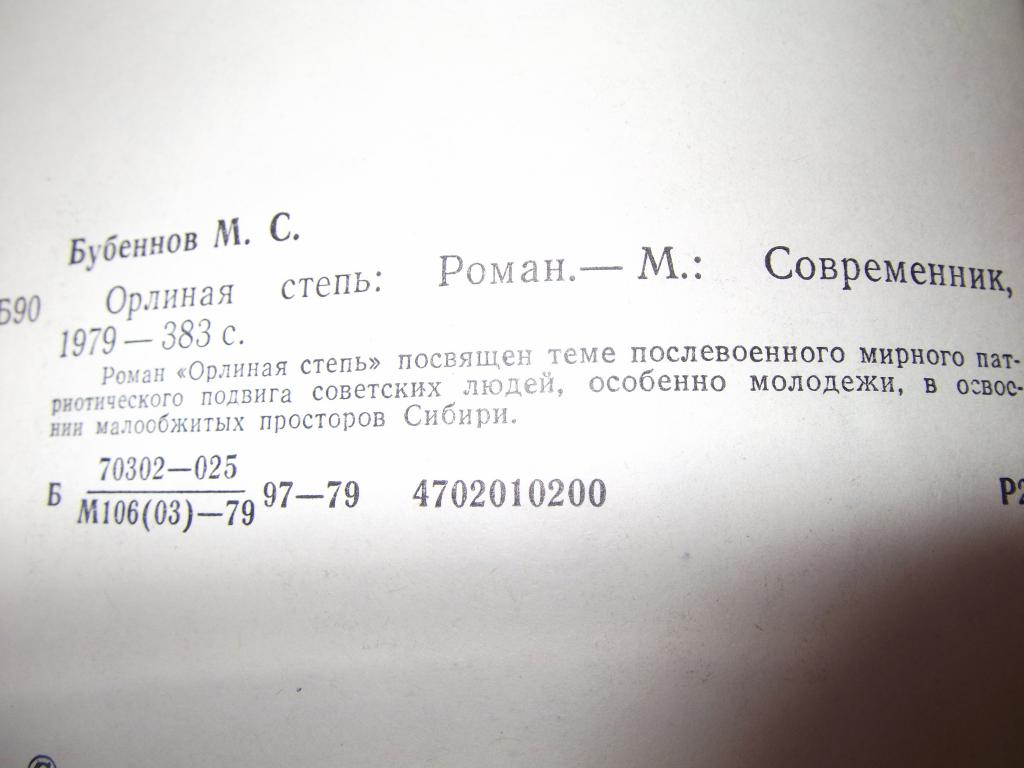 Бубеннов М. С.
Б90 Орлиная степь: Роман.— М.: Современник,
1979 — 383 с.
Роман «Орлиная степь» посвящен теме послевоенного мирного пат-
риотического подвига советских людей, особенно молодежи, в освое-
нии малообжитых просторов Сибири.
Б 70302—025 97—79 4702010200 Р2
М106(03)—79
©